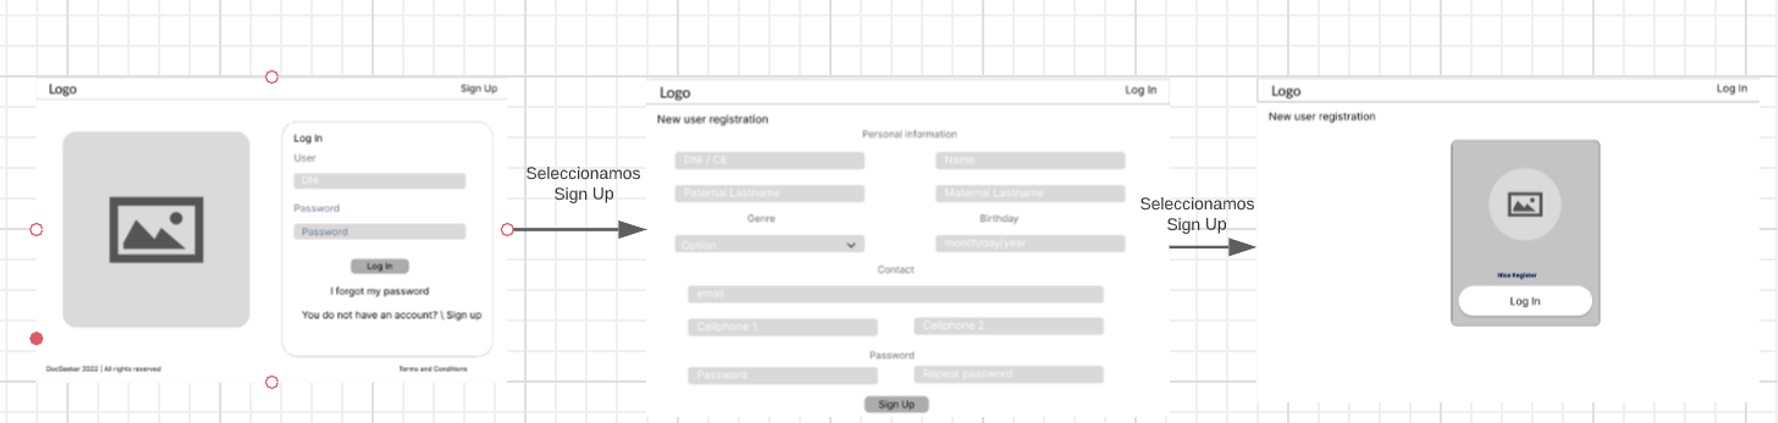 Logo
Sign Up
Log In
User
DNI
Password
Password
Log In
I forgot my password
You do not have an account? \ Sign up
DocSeeker 2022 | All rights reserved
Terms and Conditions
Seleccionamos
Sign Up
Logo
Log In
New user registration
Personal information
DNI / CE
Name
Paternal Lastname
Maternal Lastname
Genre
Birthday
Option
month/day/year
Contact
email
Cellphone 1
Cellphone 2
Password
Password
Repeat password
Sign Up
Seleccionamos
Sign Up
Logo
Log In
New user registration
Nice Register
Log In